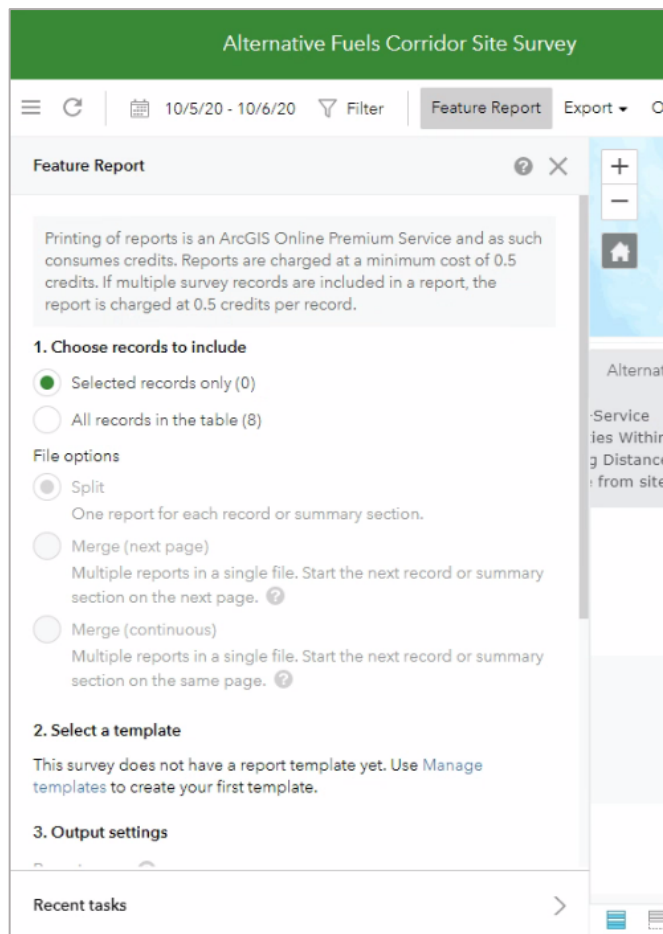 Alternative Fuels Corridor Site Survey
10/5/20 - 10/6/20 Filter Feature Report Export
Feature Report
Printing of reports is an ArcGIS Online Premium Service and as such
consumes credits. Reports are charged at a minimum cost of 0.5
credits. If multiple survey records are included in a report, the
report is charged at 0.5 credits per record.
1. Choose records to include
Selected records only (0)
All records in the table (8)
File options
Split
One report for each record or summary section.
Merge (next page)
Multiple reports in a single file. Start the next record or summary
section on the next page.
Merge (continuous)
Multiple reports in a single file. Start the next record or summary
section on the same page.
2. Select a template
This survey does not have a report template yet. Use Manage
templates to create your first template.
3. Output settings
Recent tasks
Alternat
-Service
ies Within
g Distance
from site